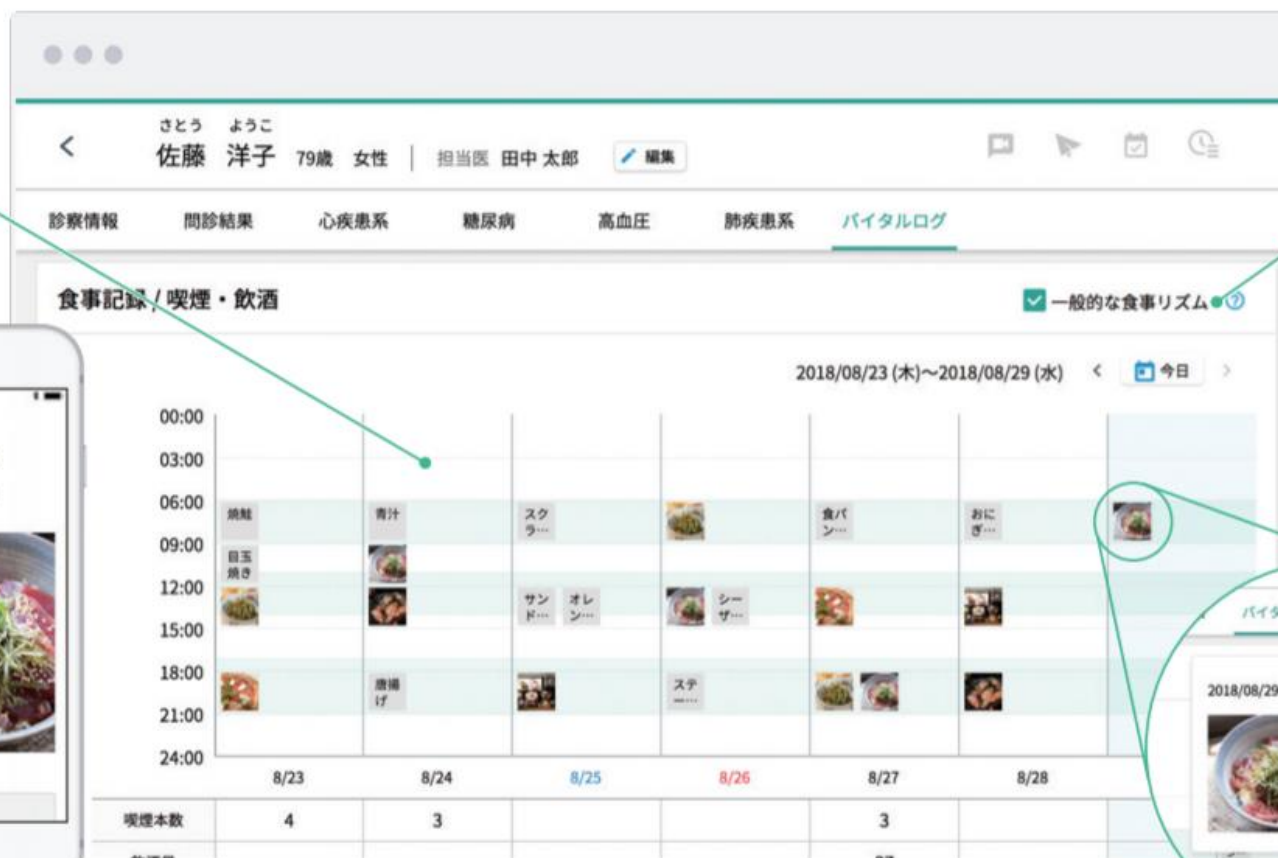 さとう ようこ
佐藤 洋子 79歳 女性 | 担当医 田中 太郎 編集
診察情報 問診結果 心疾患系 糖尿病 高血圧 肺疾患系 バイタルログ
食事記録 / 喫煙・飲酒 一般的な食事リズム ?
2018/08/23 (木)～2018/08/29 (水) < 今日 >
00:00
03:00
06:00
焼鮭 青汁 スクラ… 食パン… おにぎ…
09:00
目玉焼き
12:00
サンド… オレン… シーザ…
15:00
18:00
唐揚げ ステー…
21:00
24:00
8/23 8/24 8/25 8/26 8/27 8/28
喫煙本数 4 3 3
2018/08/29